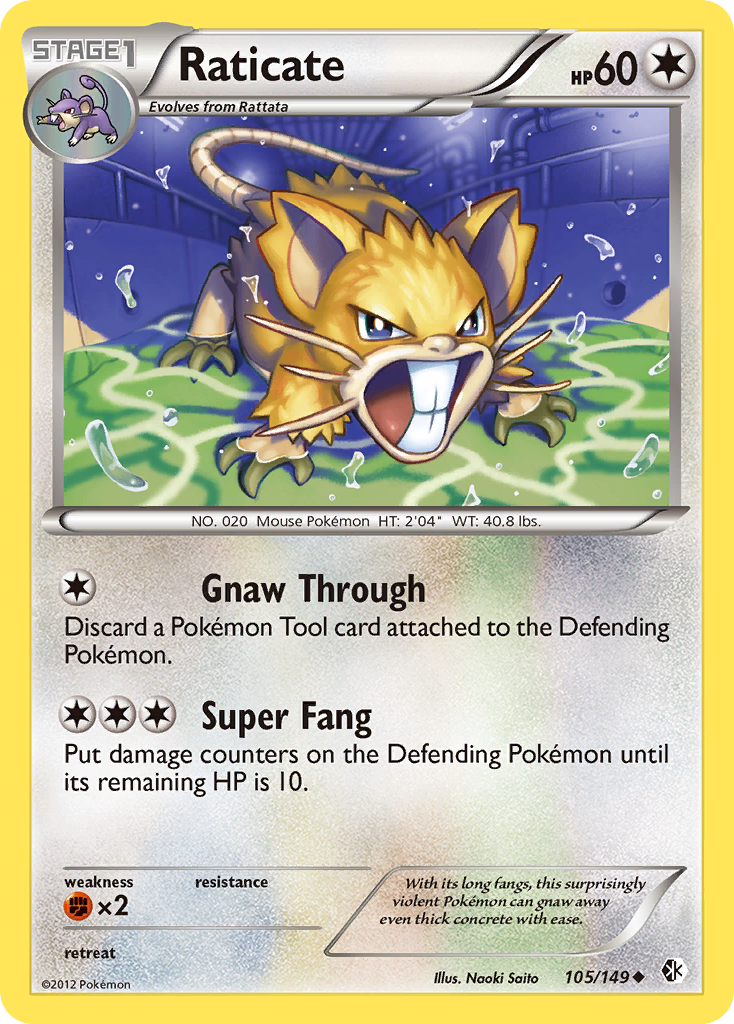 STAGE1
Raticate
HP60
Evolves from Rattata
NO. 020 Mouse Pokémon HT: 2'04" WT: 40.8 lbs.
Gnaw Through
Discard a Pokémon Tool card attached to the Defending
Pokémon.
Super Fang
Put damage counters on the Defending Pokémon until
its remaining HP is 10.
weakness
resistance
×2
With its long fangs, this surprisingly
violent Pokémon can gnaw away
even thick concrete with ease.
retreat
©2012 Pokémon
Illus. Naoki Saito
105/149